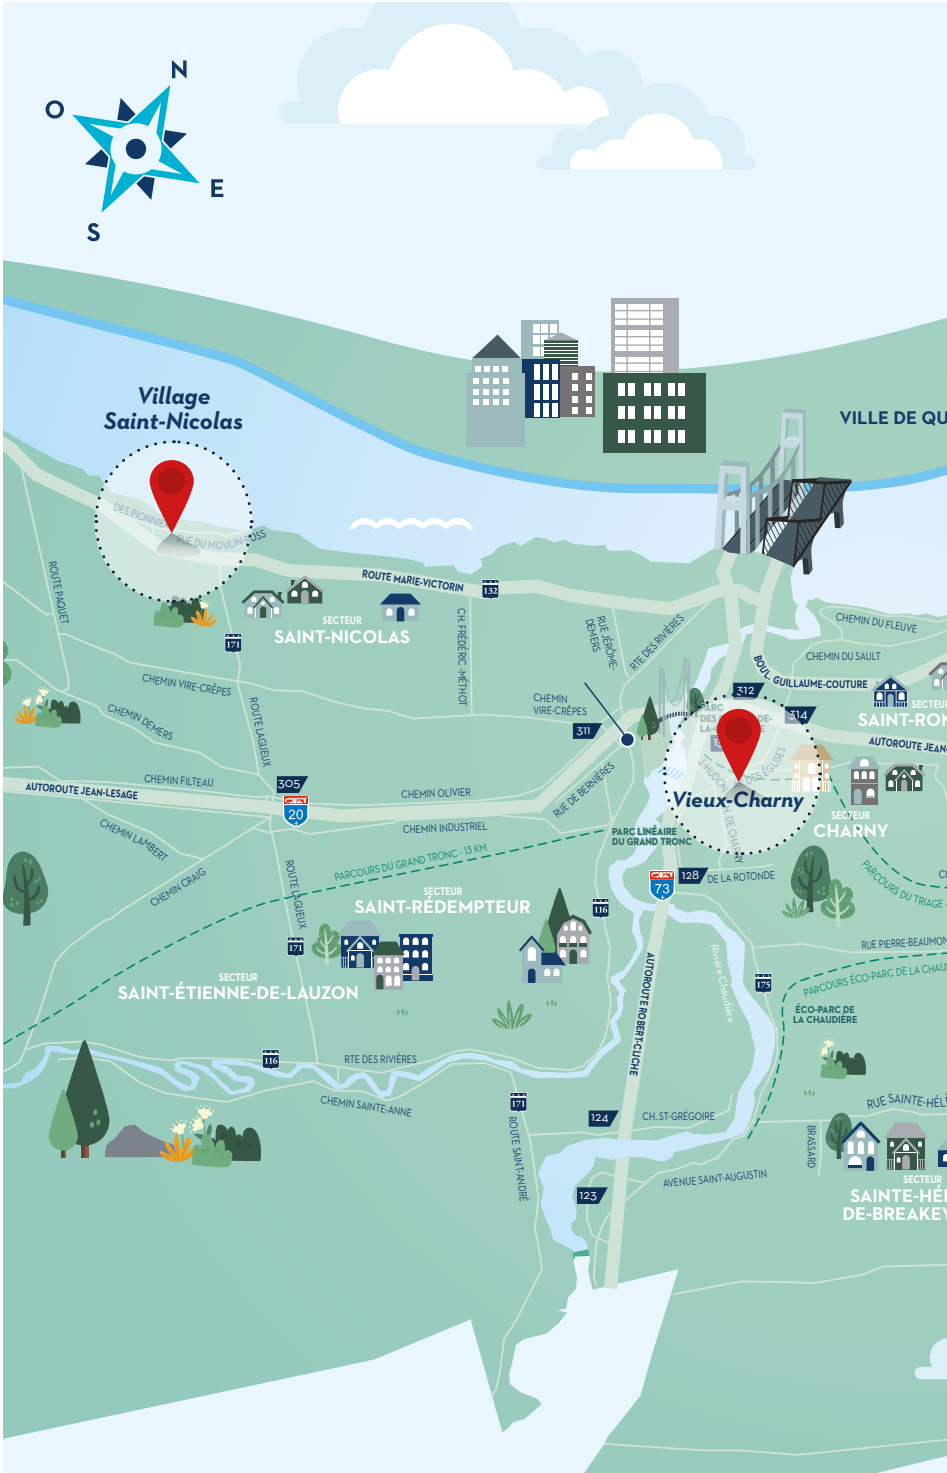 N
O
E
S
Village
Saint-Nicolas
VILLE DE QU
DES PIONNIE
RUE DU MOULIN-ROSS
ROUTE MARIE-VICTORIN
132
ROUTE PAQUET
SECTEUR
SAINT-NICOLAS
171
CH. FRÉDÉRIC-MÉTHOT
RUE JÉRÔME-
DEMERS
RTE DES RIVIÈRES
CHEMIN DU FLEUVE
CHEMIN DU SAULT
BOUL. GUILLAUME-COUTURE
CHEMIN VIRE-CRÊPES
CHEMIN DEMERS
ROUTE LAGUEUX
CHEMIN
VIRE-CRÊPES
311
312
314
PARC
SECTEU
SAINT-ROM
AUTOROUTE JEAN-
DES ÉGLISES
Vieux-Charny
SECTEUR
CHARNY
CHEMIN FILTEAU
AUTOROUTE JEAN-LESAGE
305
20
CHEMIN OLIVIER
CHEMIN INDUSTRIEL
RUE DE BERNIÈRES
CHEMIN LAMBERT
CHEMIN CRAIG
PARCOURS DU GRAND TRONC - 13 KM
PARC LINÉAIRE
DU GRAND TRONC
73
128
DE LA ROTONDE
PARCOURS DU TRIAGE -
ROUTE LAGUEUX
SECTEUR
SAINT-RÉDEMPTEUR
116
171
RUE PIERRE-BEAUMON
SECTEUR
SAINT-ÉTIENNE-DE-LAUZON
AUTOROUTE ROBERT-CLICHE
Rivière Chaudière
175
PARCOURS ÉCO-PARC DE LA CHAU
ÉCO-PARC DE
LA CHAUDIÈRE
116
RTE DES RIVIÈRES
CHEMIN SAINTE-ANNE
171
ROUTE SAINT-ANDRÉ
124
CH. ST-GRÉGOIRE
RUE SAINTE-HÉLÈ
BRASSARD
123
AVENUE SAINT-AUGUSTIN
SECTEUR
SAINTE-HÉL
DE-BREAKEY